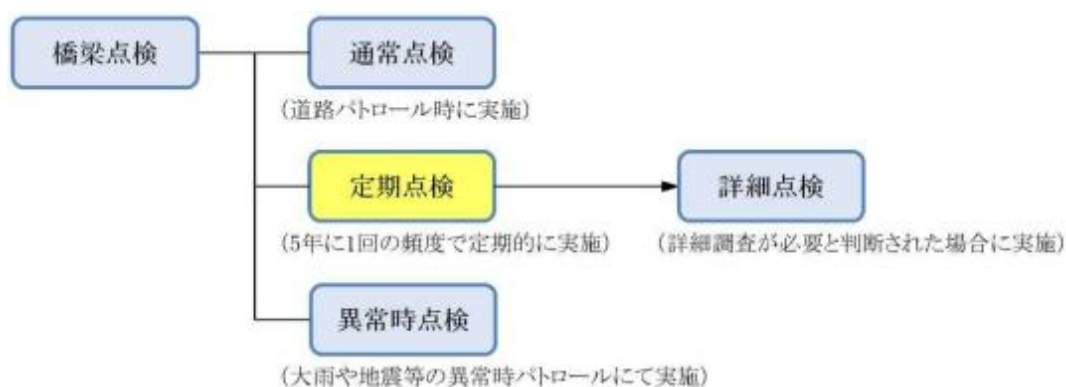 橋梁点検
通常点検
(道路パトロール時に実施)
定期点検
詳細点検
(5年に1回の頻度で定期的に実施)
(詳細調査が必要と判断された場合に実施)
異常時点検
(大雨や地震等の異常時パトロールにて実施)